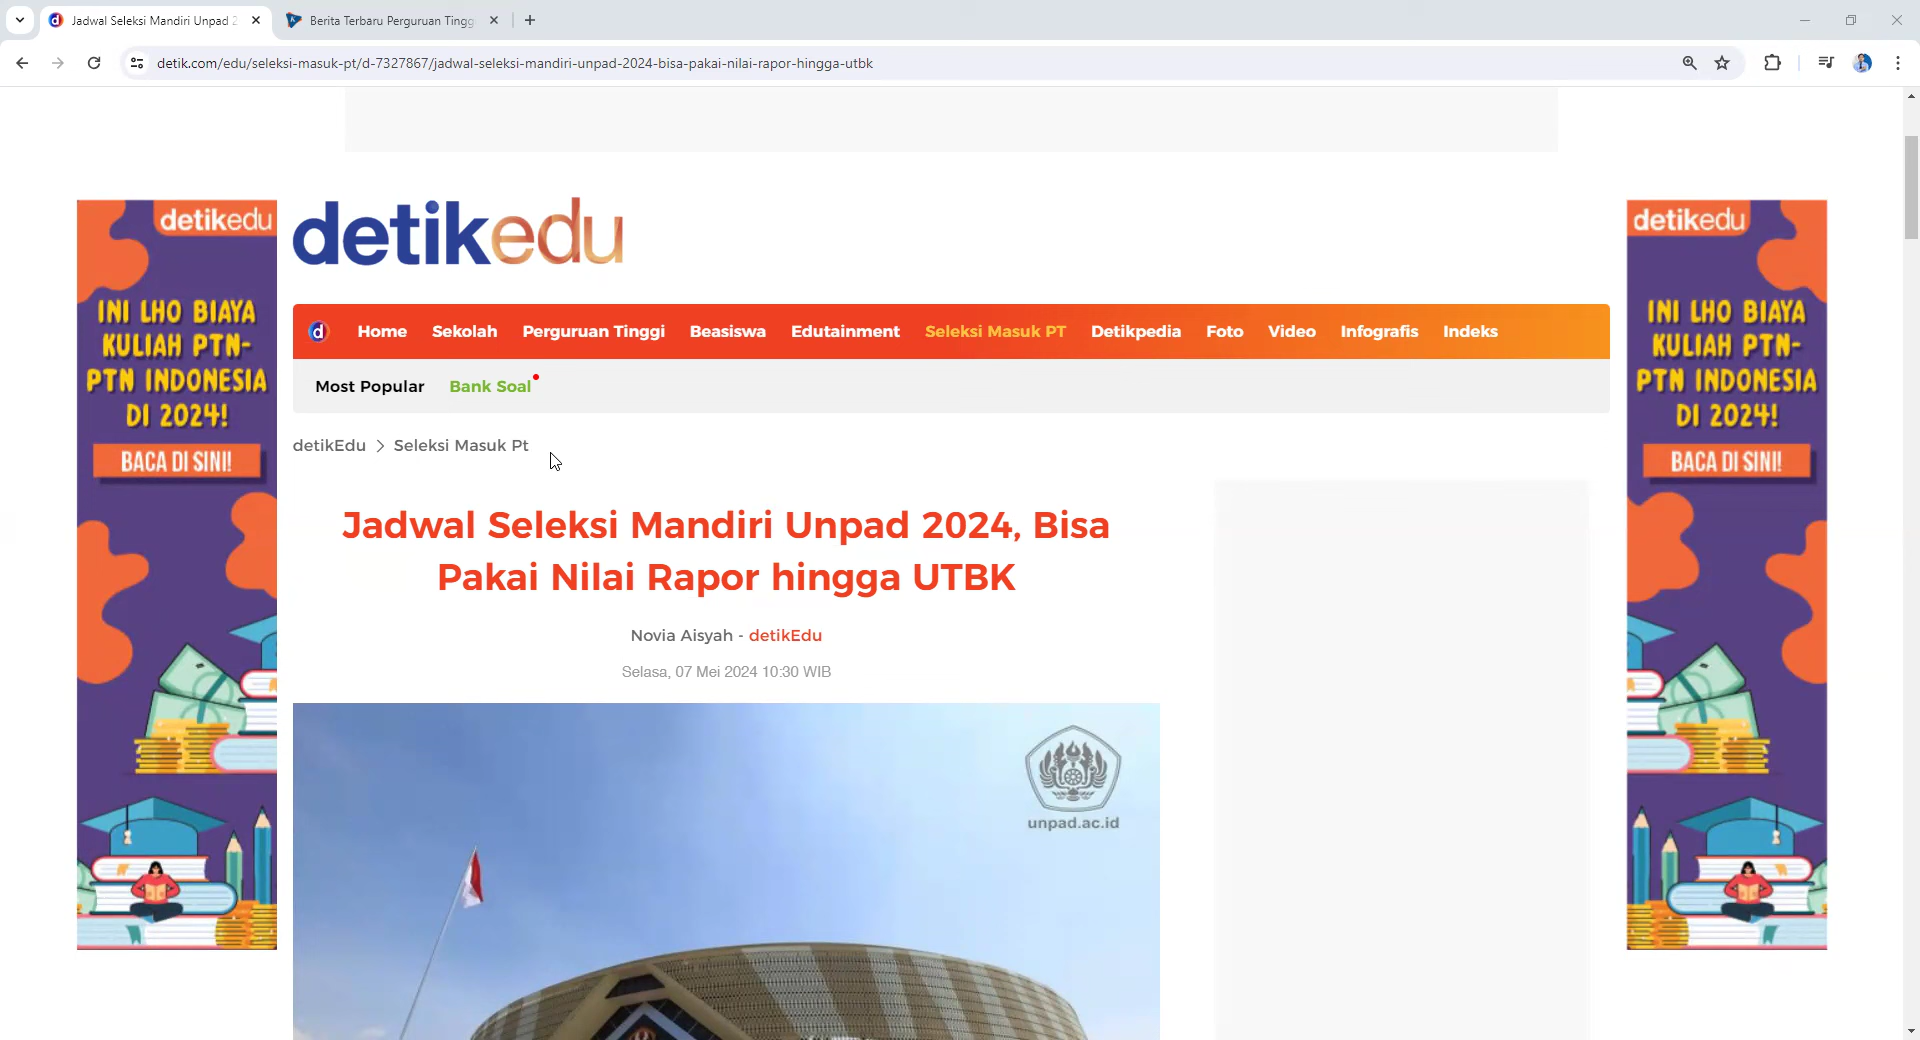 Jadwal Seleksi Mandiri Unpad 2
Berita Terbaru Perguruan Tingg
detik.com/edu/seleksi-masuk-pt/d-7327867/jadwal-seleksi-mandiri-unpad-2024-bisa-pakai-nilai-rapor-hingga-utbk
detikedu
INI LHO BIAYA
KULIAH PTN-
PTN INDONESIA
DI 2024!
BACA DI SINI!
detikedu
d Home Sekolah Perguruan Tinggi Beasiswa Edutainment Seleksi Masuk PT Detikpedia Foto Video Infografis Indeks
Most Popular Bank Soal
detikEdu > Seleksi Masuk Pt
Jadwal Seleksi Mandiri Unpad 2024, Bisa
Pakai Nilai Rapor hingga UTBK
Novia Aisyah - detikEdu
Selasa, 07 Mei 2024 10:30 WIB
unpad.ac.id
detikedu
INI LHO BIAYA
KULIAH PTN-
PTN INDONESIA
DI 2024!
BACA DI SINI!